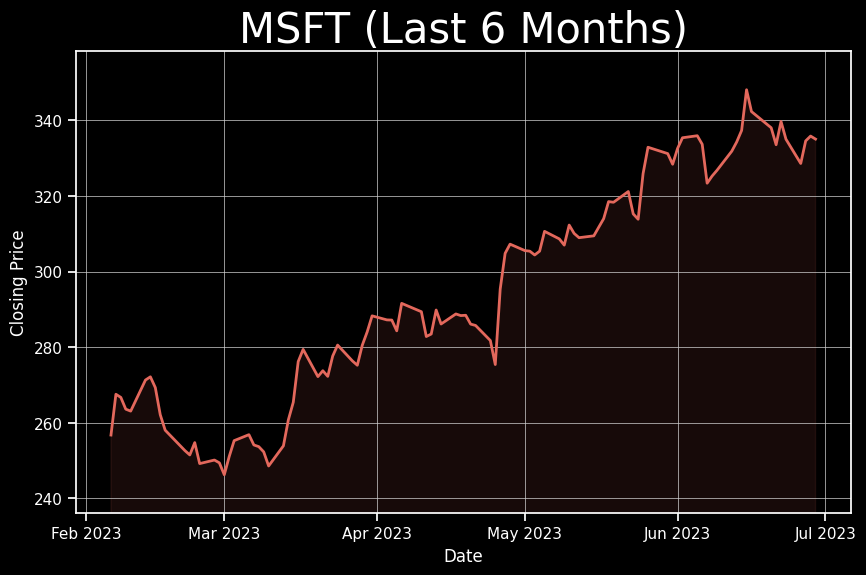 MSFT (Last 6 Months)
Closing Price
340
320
300
280
260
240
Feb 2023 Mar 2023 Apr 2023 May 2023 Jun 2023 Jul 2023
Date